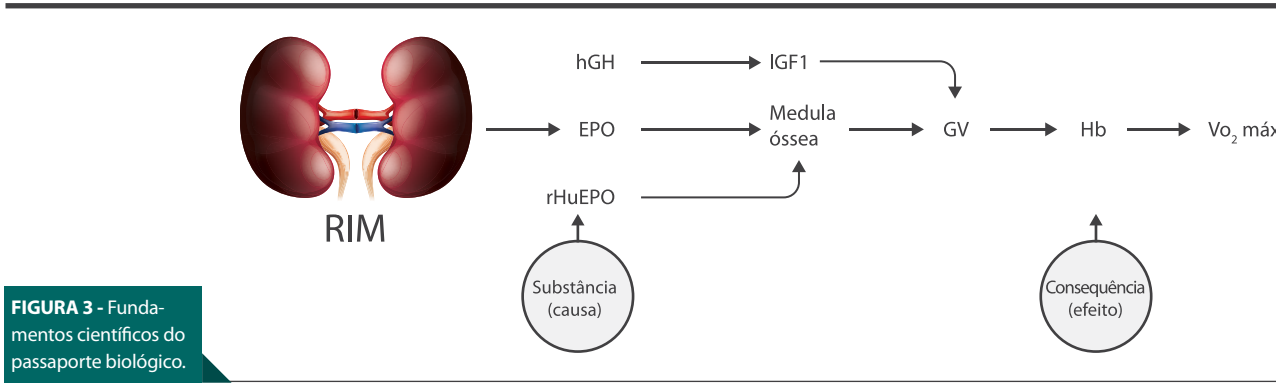 hGH
IGF1
EPO
Medula
óssea
GV
Hb
Vo₂ máx
rHuEPO
RIM
Substância
(causa)
Consequência
(efeito)
FIGURA 3 - Funda-
mentos científicos do
passaporte biológico.